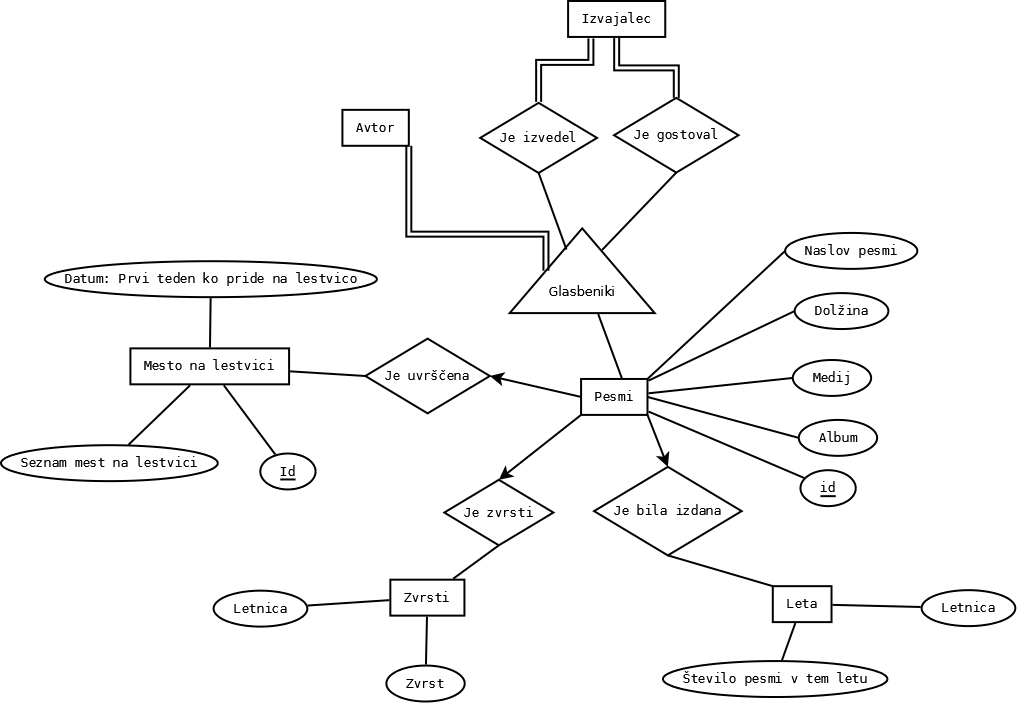 Izvajalec
Avtor
Je izvedel
Je gostoval
Naslov pesmi
Datum: Prvi teden ko pride na lestvico
Glasbeniki
Dolžina
Mesto na lestvici
Je uvrščena
Medij
Pesmi
Album
Seznam mest na lestvici
Id
id
Je zvrsti
Je bila izdana
Zvrsti
Leta
Letnica
Letnica
Zvrst
Število pesmi v tem letu